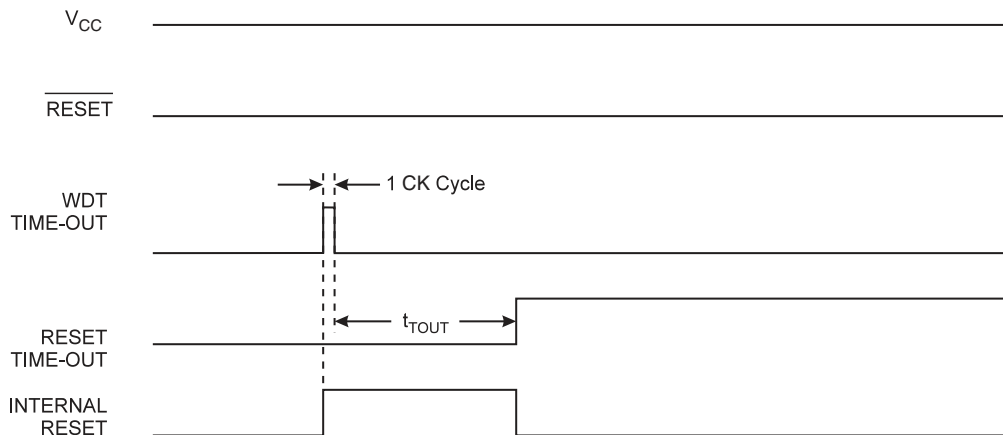 VCC
RESET
1 CK Cycle
WDT
TIME-OUT
tTOUT
RESET
TIME-OUT
INTERNAL
RESET